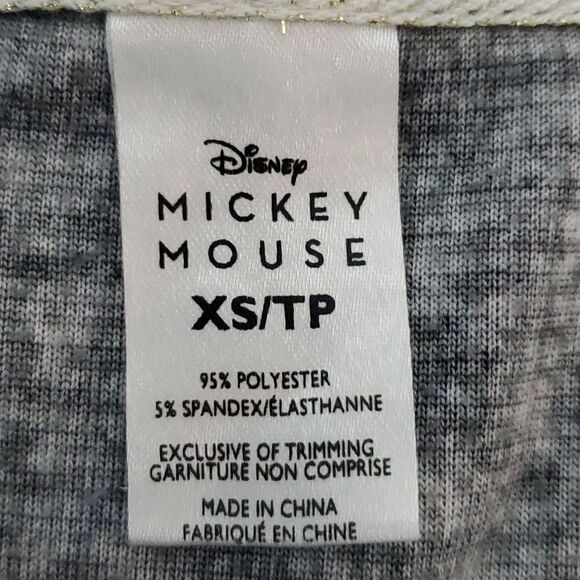 Disney
MICKEY
MOUSE
XS/TP
95% POLYESTER
5% SPANDEX/ÉLASTHANNE
EXCLUSIVE OF TRIMMING
GARNITURE NON COMPRISE
MADE IN CHINA
FABRIQUÉ EN CHINE